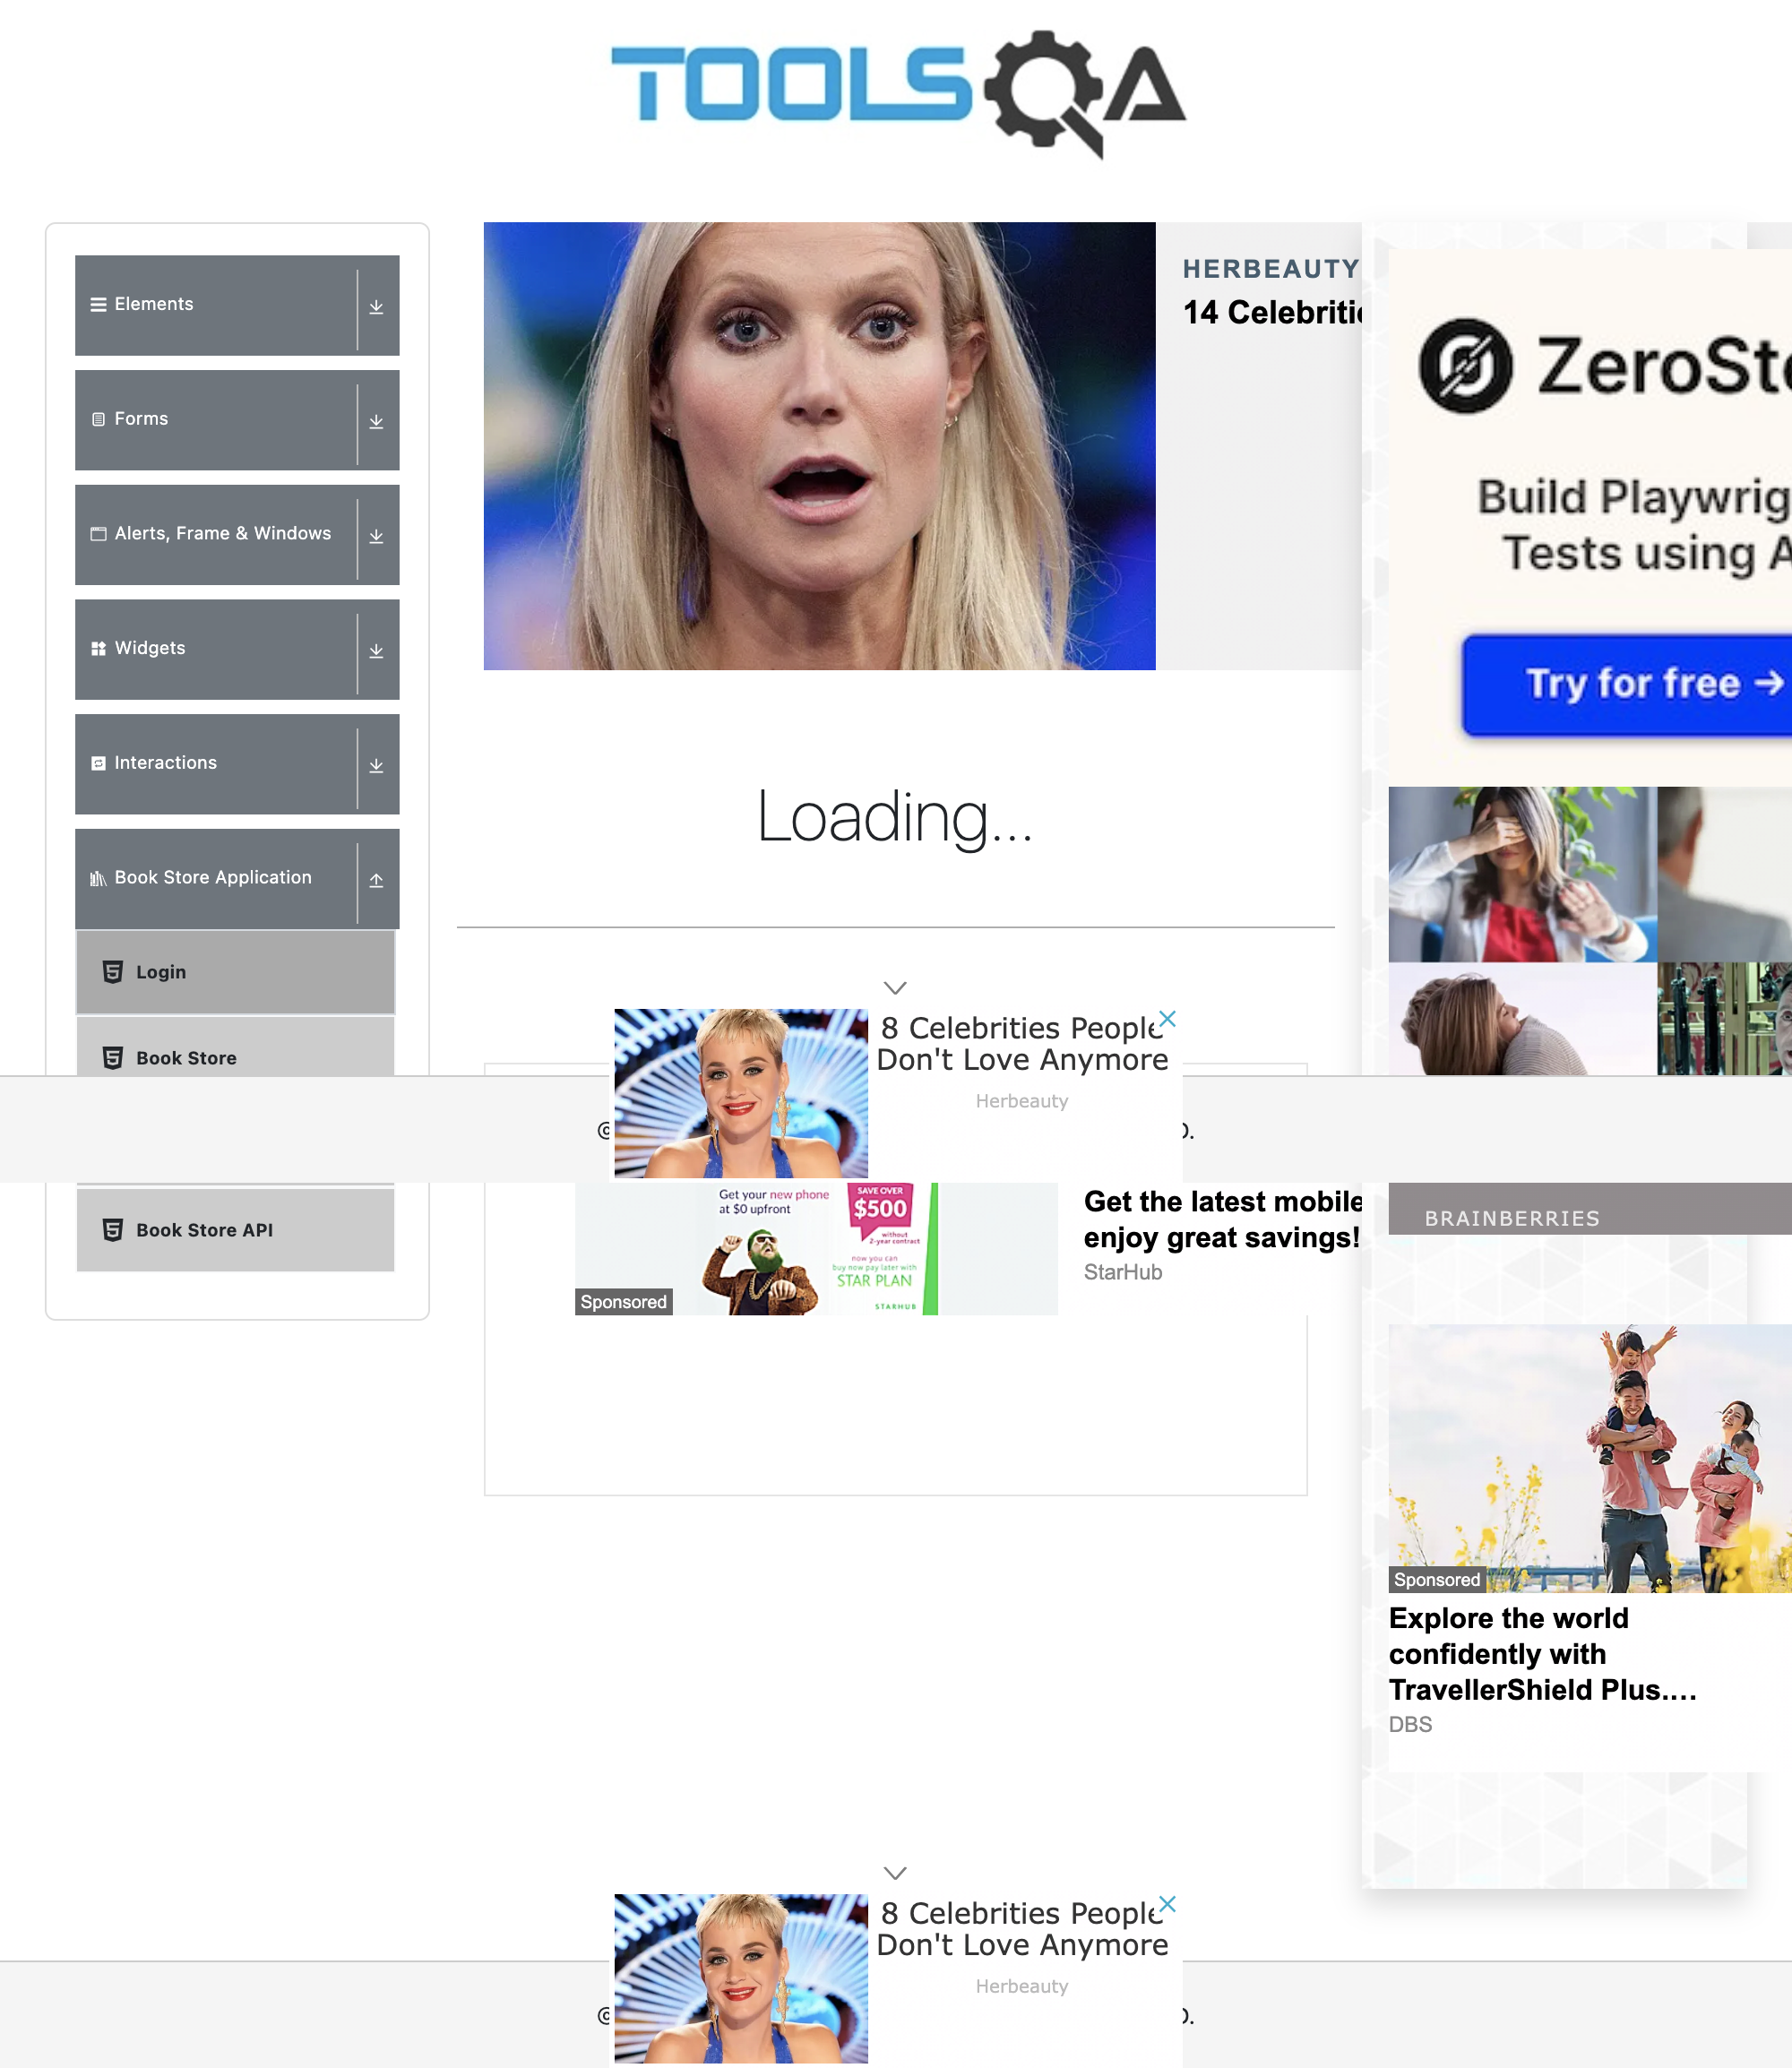 TOOLSQA
Elements
Forms
Alerts, Frame & Windows
Widgets
Interactions
Book Store Application
Login
Book Store
Book Store API
HERBEAUTY
14
Loading...
8 Celebrities People
Don't Love Anymore
Herbeauty
©
D.
Get your new phone
at $0 upfront
SAVE OVER
$500
without
2-year contract
now you can
buy now pay later with
STAR PLAN
STARHUB
Sponsored
Get the latest mobile
enjoy great savings!
StarHub
Build
Tests using
Try for free →
BRAINBERRIES
Sponsored
Explore the world
confidently with
TravellerShield Plus....
DBS
8 Celebrities People
Don't Love Anymore
Herbeauty
©
D.